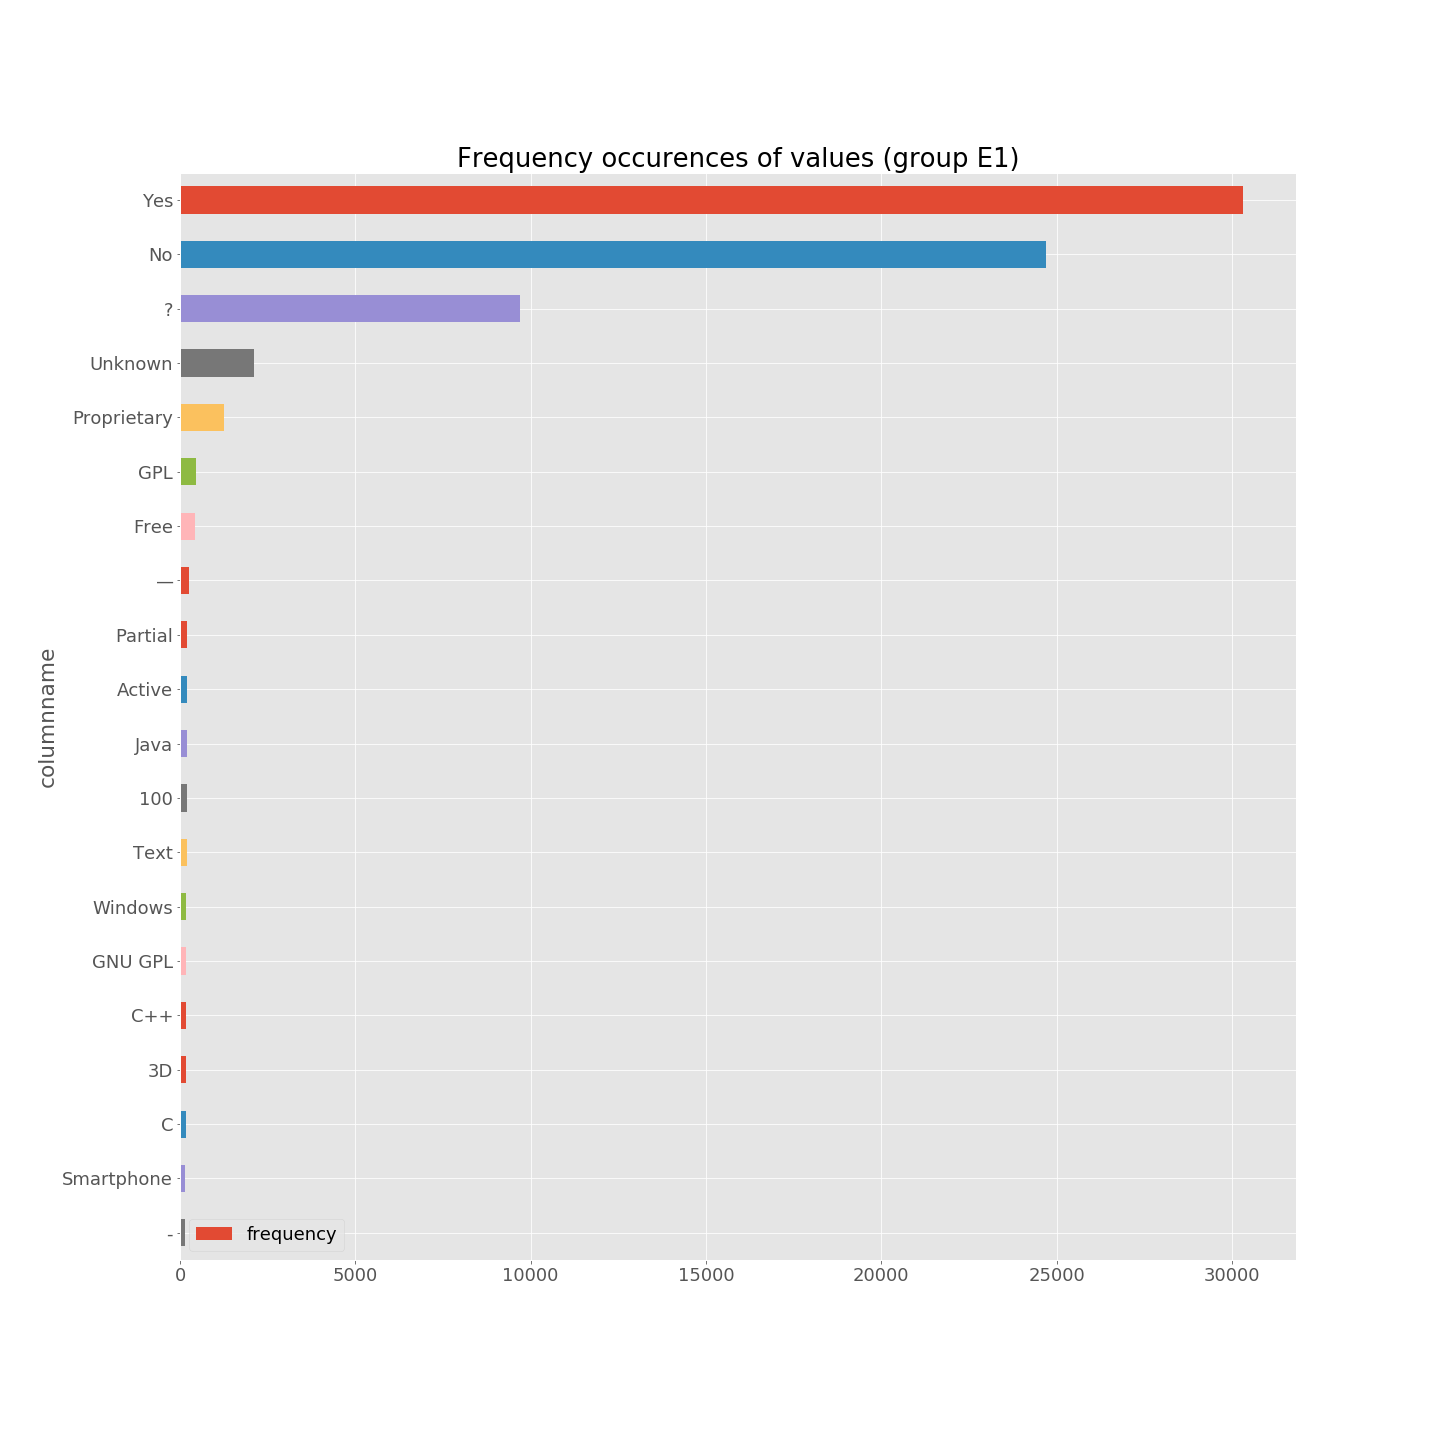 Frequency occurences of values (group E1)
Yes
No
?
Unknown
Proprietary
GPL
Free
—
Partial
Active
Java
100
Text
Windows
GNU GPL
C++
3D
C
Smartphone
-
columnname
frequency
0 5000 10000 15000 20000 25000 30000